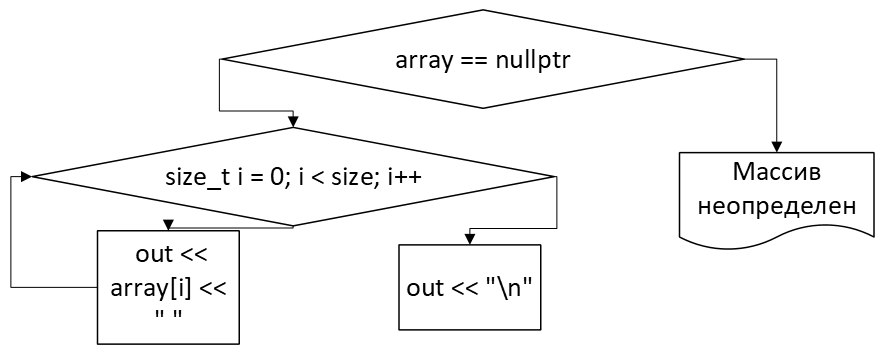 array == nullptr
size_t i = 0; i < size; i++
Массив
неопределен
out <<
array[i] <<
" "
out << "\n"